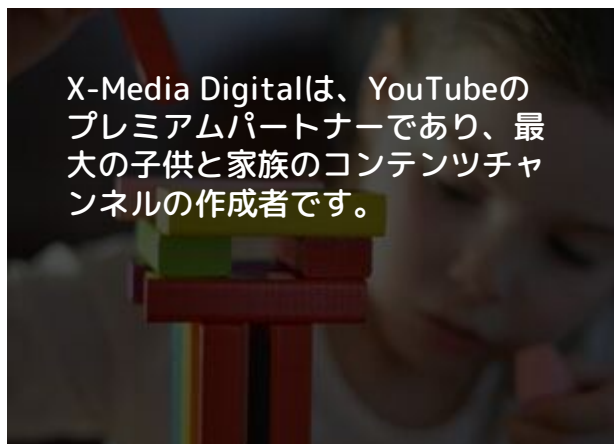 X-Media Digitalは、YouTubeの
プレミアムパートナーであり、最
大の子供と家族のコンテンツチャ
ンネルの作成者です。